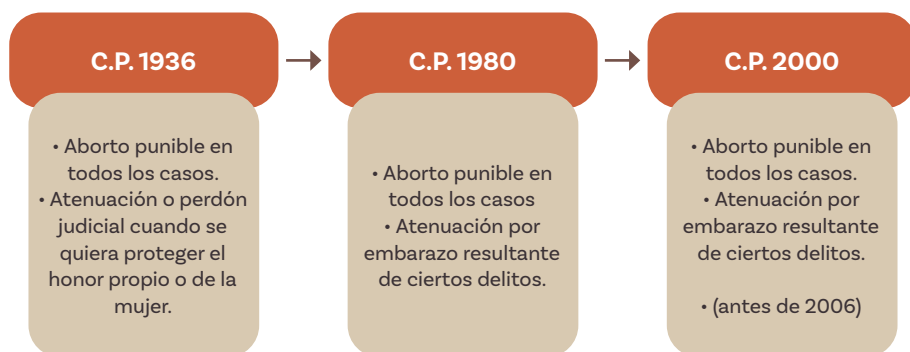 C.P. 1936
• Aborto punible en
todos los casos.
• Atenuación o perdón
judicial cuando se
quiera proteger el
honor propio o de la
mujer.
C.P. 1980
• Aborto punible en
todos los casos
• Atenuación por
embarazo resultante
de ciertos delitos.
C.P. 2000
• Aborto punible en
todos los casos.
• Atenuación por
embarazo resultante
de ciertos delitos.
• (antes de 2006)